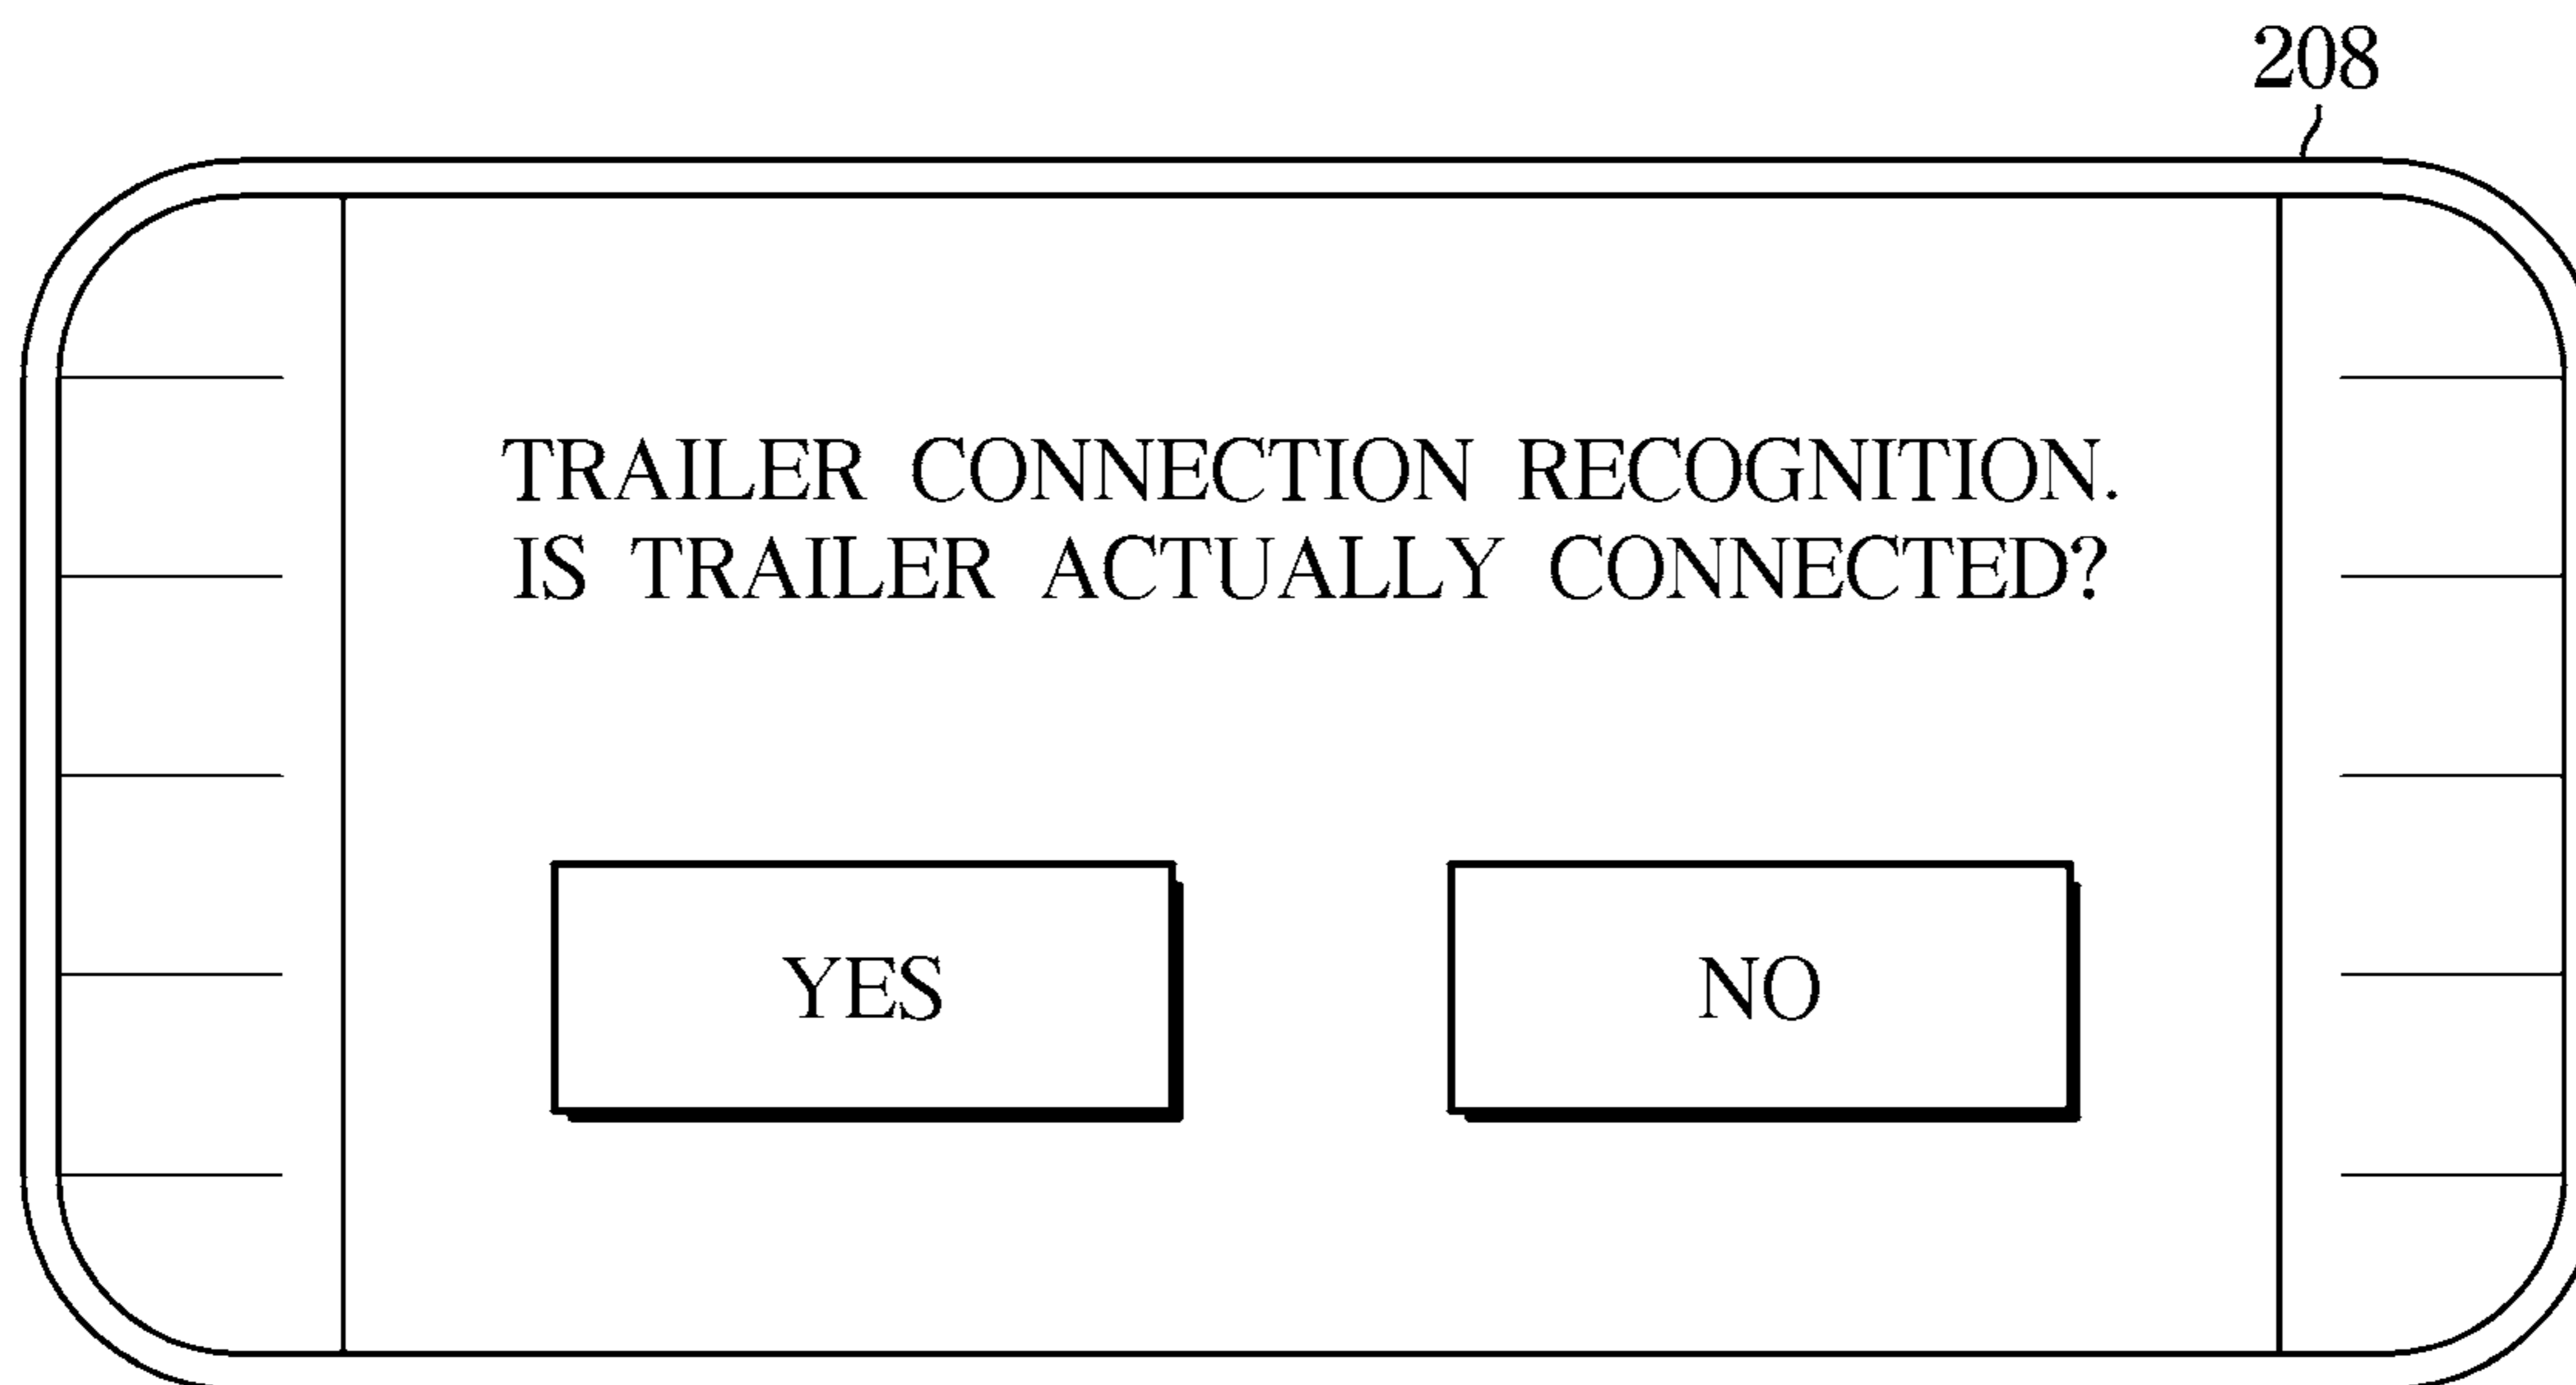 208
TRAILER CONNECTION RECOGNITION.
IS TRAILER ACTUALLY CONNECTED?
YES
NO